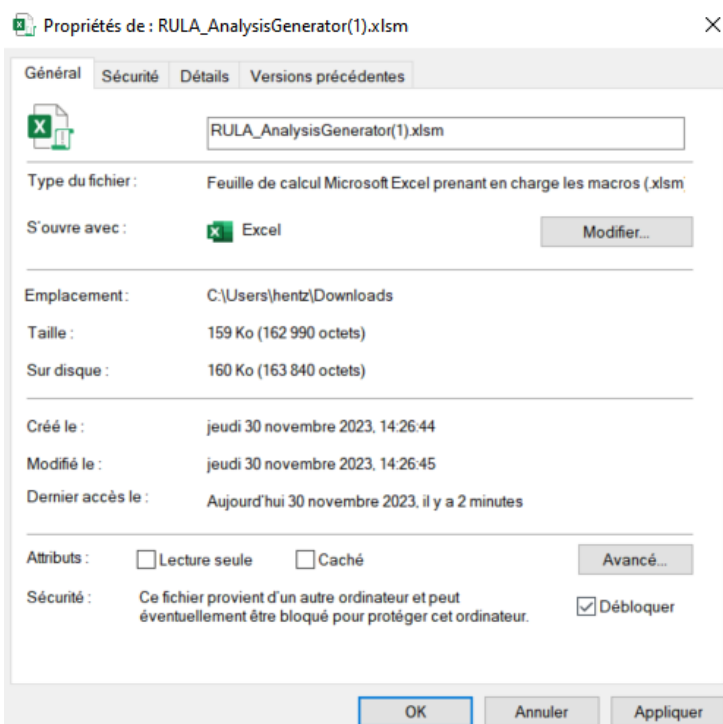 Propriétés de : RULA_AnalysisGenerator(1).xlsm
Général Sécurité Détails Versions précédentes
RULA_AnalysisGenerator(1).xlsm
Type du fichier : Feuille de calcul Microsoft Excel prenant en charge les macros (.xlsm
S'ouvre avec : Excel Modifier...
Emplacement : C:\Users\hentz\Downloads
Taille : 159 Ko (162 990 octets)
Sur disque : 160 Ko (163 840 octets)
Créé le : jeudi 30 novembre 2023, 14:26:44
Modifié le : jeudi 30 novembre 2023, 14:26:45
Dernier accès le : Aujourd'hui 30 novembre 2023, il y a 2 minutes
Attributs : Lecture seule Caché Avancé...
Sécurité : Ce fichier provient d'un autre ordinateur et peut
éventuellement être bloqué pour protéger cet ordinateur. Débloquer
OK Annuler Appliquer